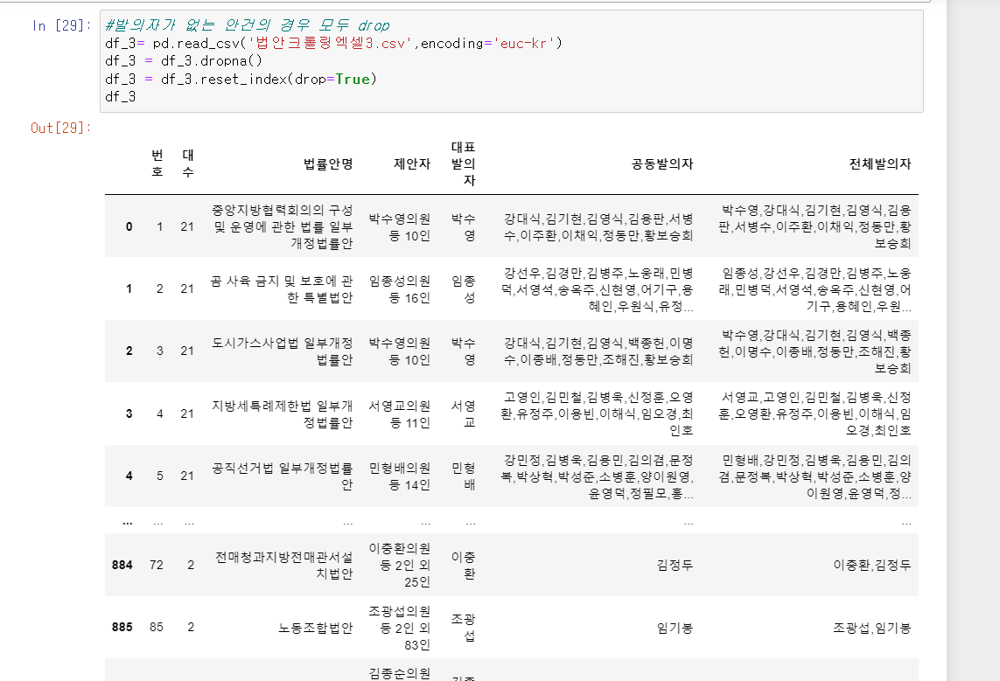 In [29]:
#발의자가 없는 안건의 경우 모두 drop
df_3= pd.read_csv('법안크롤링엑셀3.csv',encoding='euc-kr')
df_3 = df_3.dropna()
df_3 = df_3.reset_index(drop=True)
df_3
Out[29]:
번호 대수 법률안명 제안자 대표발의자 공동발의자 전체발의자
0 1 21 중앙지방협력회의의 구성 및 운영에 관한 법률 일부개정법률안 박수영의원 등 10인 박수영 강대식,김기현,김영식,김용판,서병수,이주환,이채익,정동만,황보승희 박수영,강대식,김기현,김영식,김용판,서병수,이주환,이채익,정동만,황보승희
1 2 21 곰 사육 금지 및 보호에 관한 특별법안 임종성의원 등 16인 임종성 강선우,김경만,김병주,노웅래,민병덕,서영석,송옥주,신현영,어기구,용혜인,우원식,유정... 임종성,강선우,김경만,김병주,노웅래,민병덕,서영석,송옥주,신현영,어기구,용혜인,우원...
2 3 21 도시가스사업법 일부개정법률안 박수영의원 등 10인 박수영 강대식,김기현,김영식,백종헌,이명수,이종배,정동만,조해진,황보승희 박수영,강대식,김기현,김영식,백종헌,이명수,이종배,정동만,조해진,황보승희
3 4 21 지방세특례제한법 일부개정법률안 서영교의원 등 11인 서영교 고영인,김민철,김병욱,신정훈,오영환,유정주,이용빈,이해식,임오경,최인호 서영교,고영인,김민철,김병욱,신정훈,오영환,유정주,이용빈,이해식,임오경,최인호
4 5 21 공직선거법 일부개정법률안 민형배의원 등 14인 민형배 강민정,김병욱,김용민,김의겸,문정복,박상혁,박성준,소병훈,양이원영,윤영덕,정필모,홍... 민형배,강민정,김병욱,김용민,김의겸,문정복,박상혁,박성준,소병훈,양이원영,윤영덕,정...
... ... ... ... ... ... ... ...
884 72 2 전매청과지방전매관서설치법안 이충환의원 등 2인 외 25인 이충환 김정두 이충환,김정두
885 85 2 노동조합법안 조광섭의원 등 2인 외 83인 조광섭 임기봉 조광섭,임기봉
김종순의원